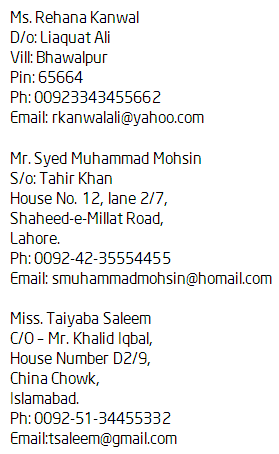 Ms. Rehana Kanwal
D/o: Liaquat Ali
Vill: Bhawalpur
Pin: 65664
Ph: 00923343455662
Email: rkanwalali@yahoo.com
Mr. Syed Muhammad Mohsin
S/o: Tahir Khan
House No. 12, lane 2/7,
Shaheed-e-Millat Road,
Lahore.
Ph: 0092-42-35554455
Email: smuhammadmohsin@homail.com
Miss. Taiyaba Saleem
C/O – Mr. Khalid Iqbal,
House Number D2/9,
China Chowk,
Islamabad.
Ph: 0092-51-34455332
Email:tsaleem@gmail.com